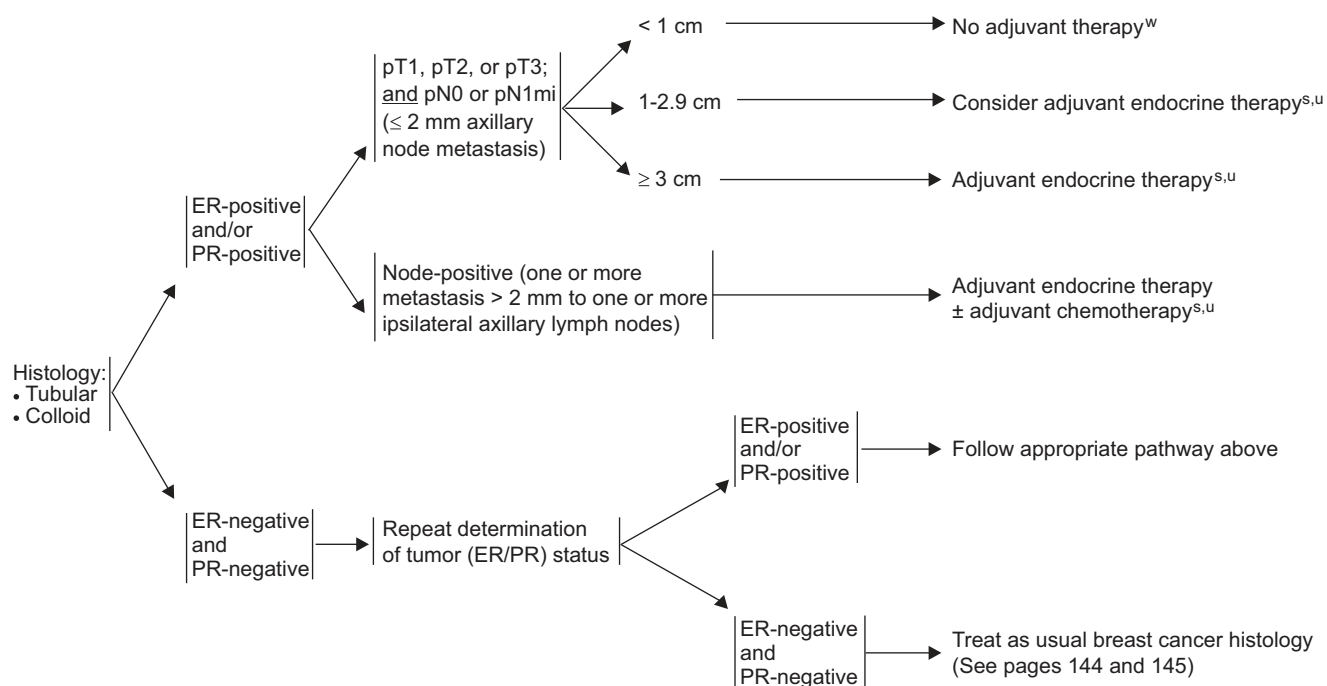 Histology:
• Tubular
• Colloid
ER-positive
and/or
PR-positive
pT1, pT2, or pT3;
and pN0 or pN1mi
(≤ 2 mm axillary
node metastasis)
< 1 cm
No adjuvant therapyʷ
1-2.9 cm
Consider adjuvant endocrine therapyˢ,ᵘ
≥ 3 cm
Adjuvant endocrine therapyˢ,ᵘ
Node-positive (one or more
metastasis > 2 mm to one or more
ipsilateral axillary lymph nodes)
Adjuvant endocrine therapy
± adjuvant chemotherapyˢ,ᵘ
ER-negative
and
PR-negative
Repeat determination
of tumor (ER/PR) status
ER-positive
and/or
PR-positive
Follow appropriate pathway above
ER-negative
and
PR-negative
Treat as usual breast cancer histology
(See pages 144 and 145)